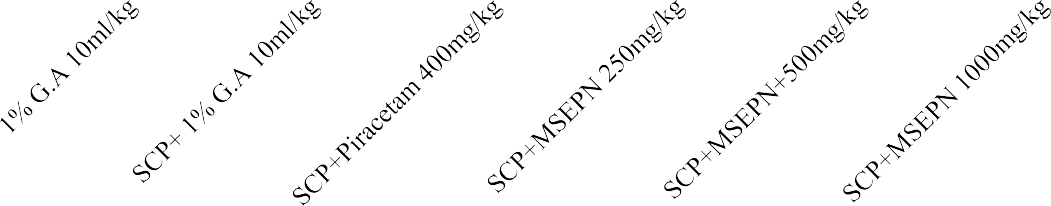 1% G.A 10ml/kg
SCP+ 1% G.A 10ml/kg
SCP+Piracetam 400mg/kg
SCP+MSEPN 250mg/kg
SCP+MSEPN+500mg/kg
SCP+MSEPN 1000mg/kg